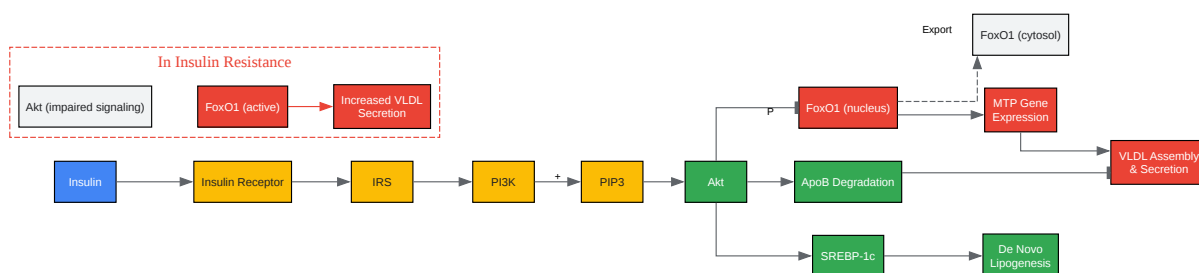 Export
FoxO1 (cytosol)
In Insulin Resistance
Akt (impaired signaling)
FoxO1 (active)
Increased VLDL
Secretion
P
FoxO1 (nucleus)
MTP Gene
Expression
VLDL Assembly
& Secretion
Insulin
Insulin Receptor
IRS
PI3K
+
PIP3
Akt
ApoB Degradation
SREBP-1c
De Novo
Lipogenesis